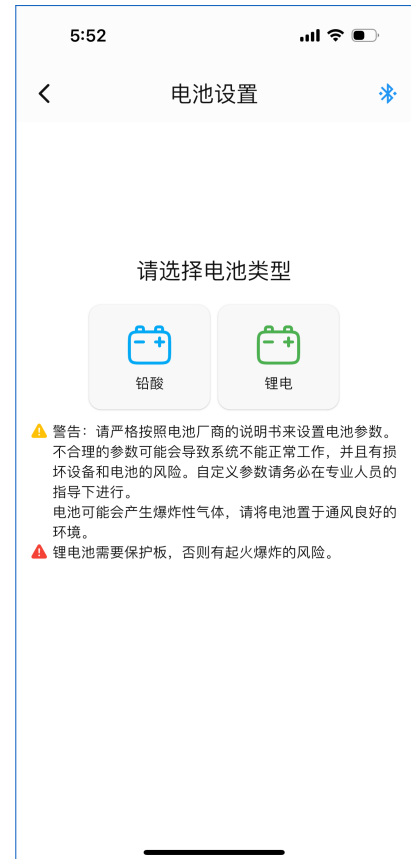 5:52
电池设置
请选择电池类型
铅酸
锂电
警告：请严格按照电池厂商的说明书来设置电池参数。
不合理的参数可能会导致系统不能正常工作，并且有损
坏设备和电池的风险。自定义参数请务必在专业人员的
指导下进行。
电池可能会产生爆炸性气体，请将电池置于通风良好的
环境。
锂电池需要保护板，否则有起火爆炸的风险。